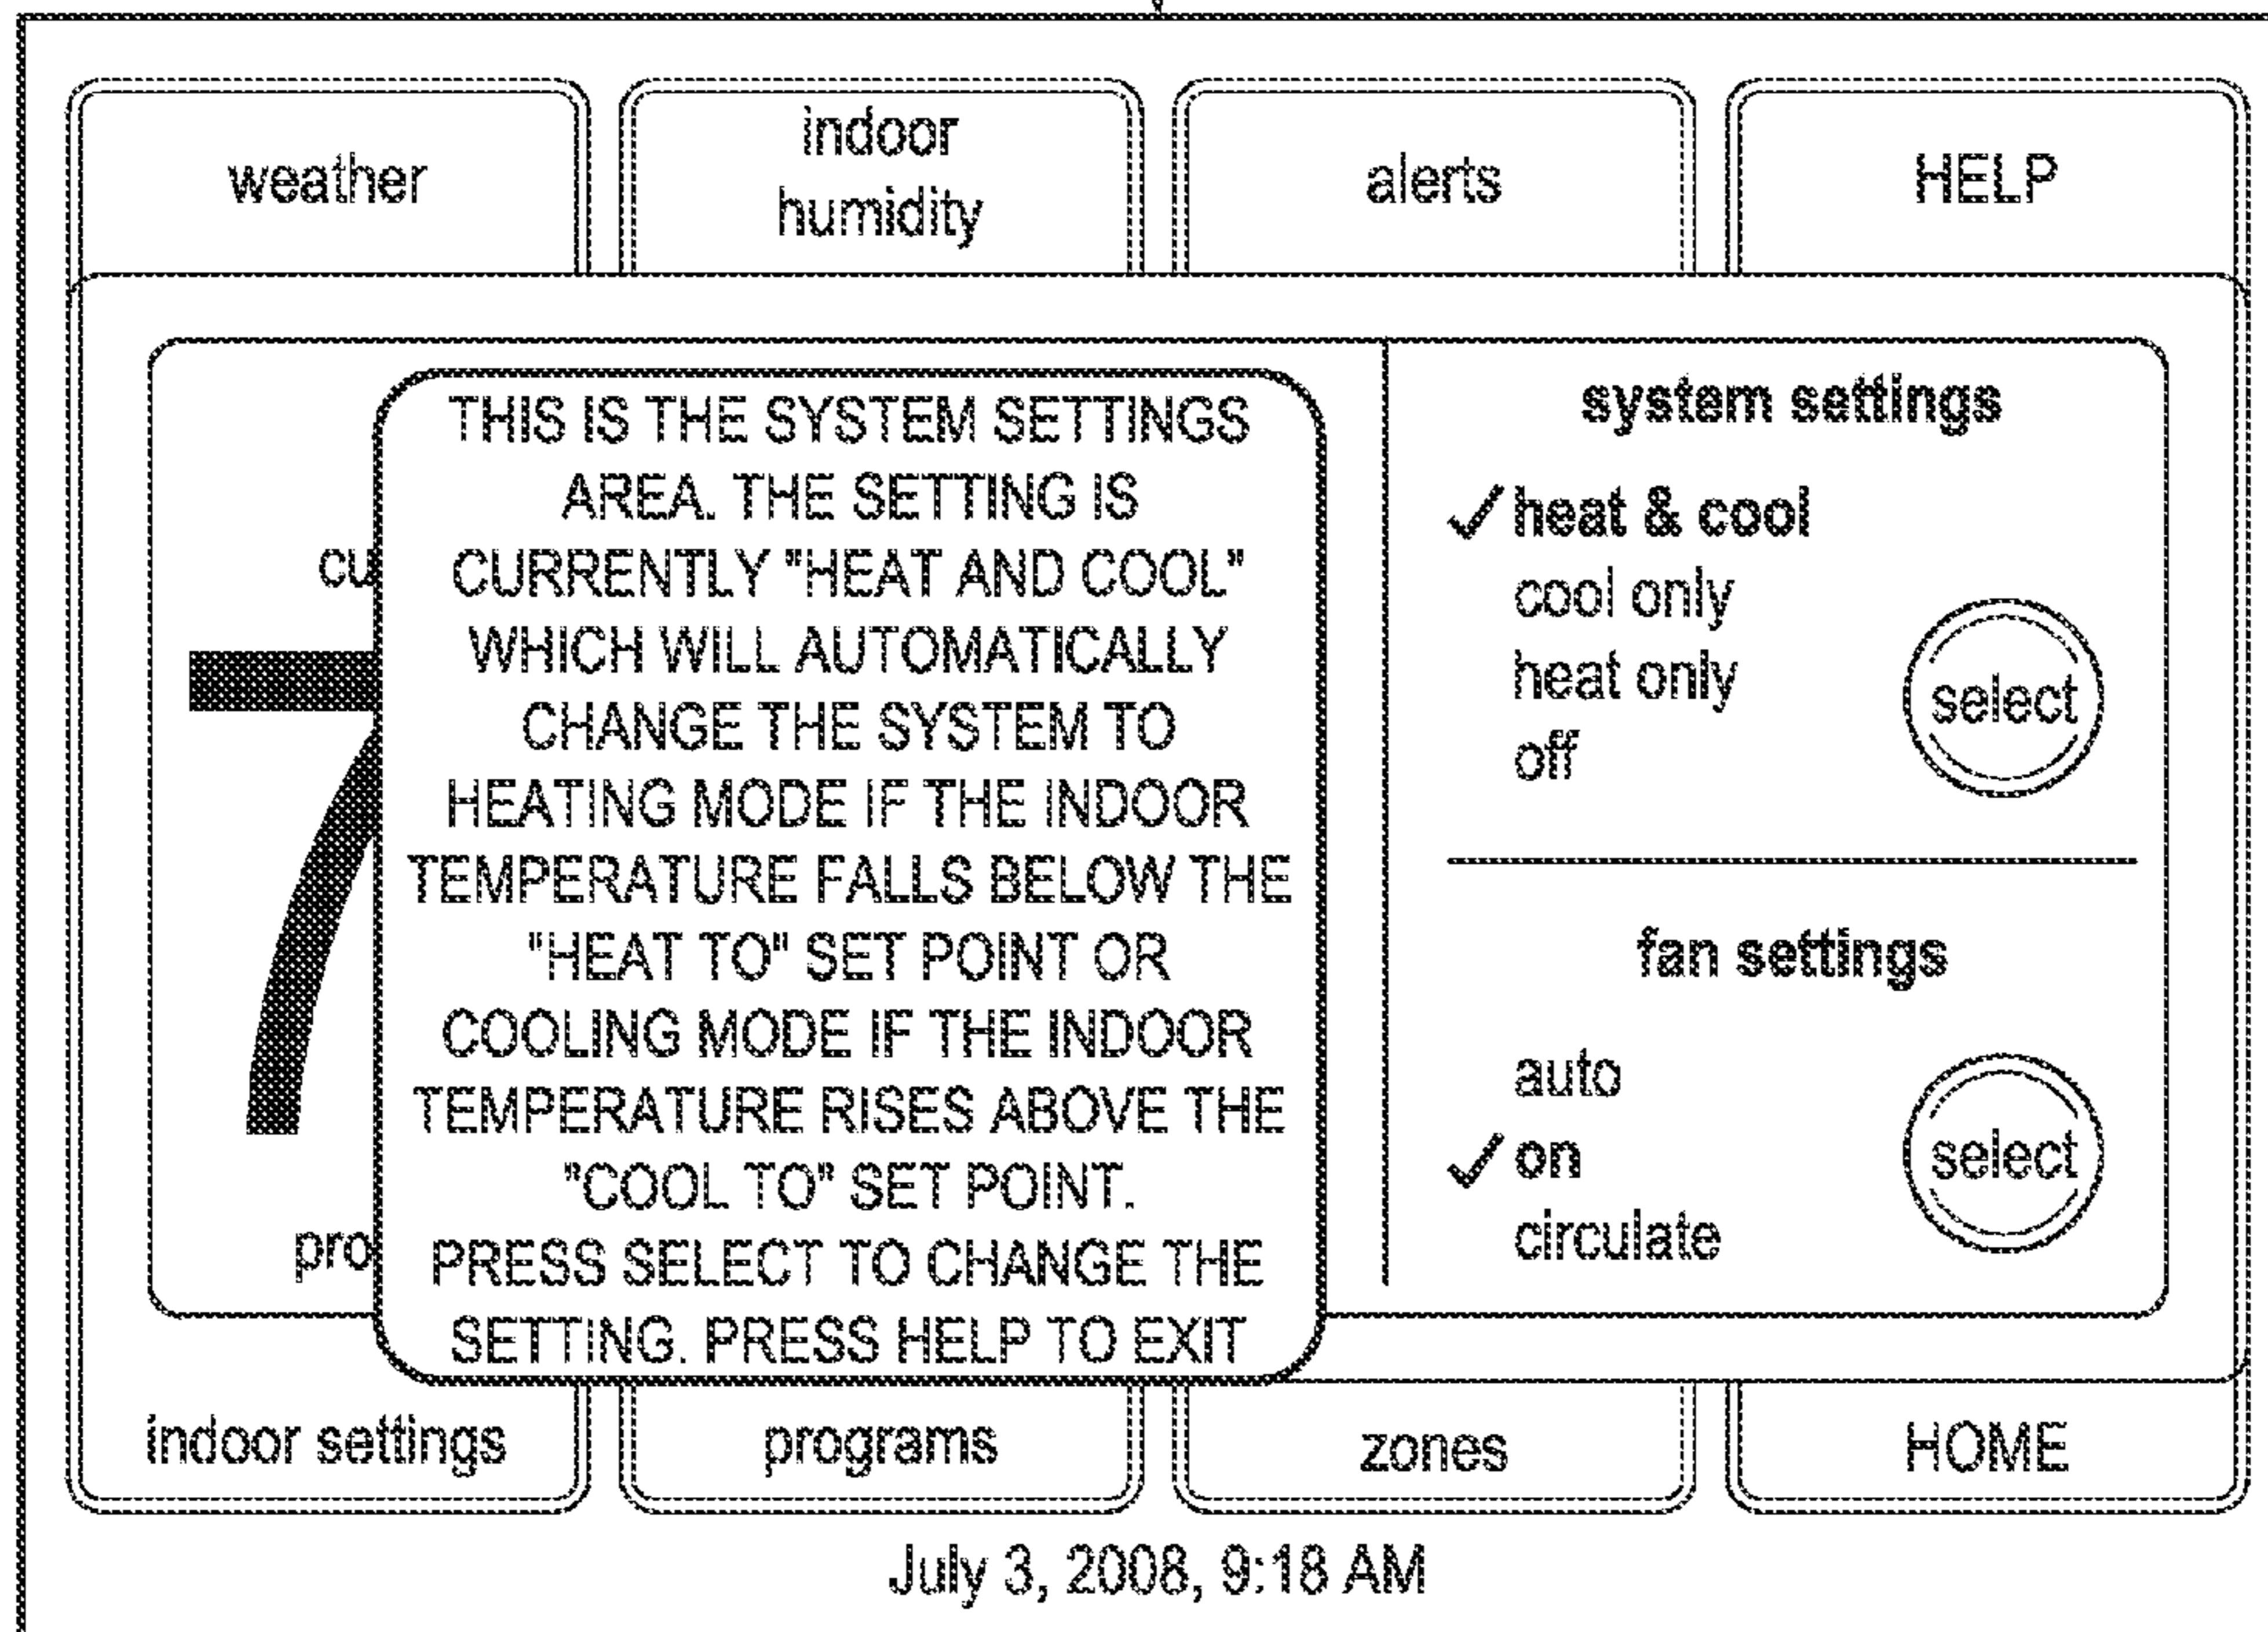 weather
indoor
humidity
alerts
HELP
cu
7
pro
THIS IS THE SYSTEM SETTINGS
AREA. THE SETTING IS
CURRENTLY "HEAT AND COOL"
WHICH WILL AUTOMATICALLY
CHANGE THE SYSTEM TO
HEATING MODE IF THE INDOOR
TEMPERATURE FALLS BELOW THE
"HEAT TO" SET POINT OR
COOLING MODE IF THE INDOOR
TEMPERATURE RISES ABOVE THE
"COOL TO" SET POINT.
PRESS SELECT TO CHANGE THE
SETTING. PRESS HELP TO EXIT
system settings
✓ heat & cool
cool only
heat only
off
select
fan settings
auto
✓ on
circulate
select
indoor settings
programs
zones
HOME
July 3, 2008, 9:18 AM